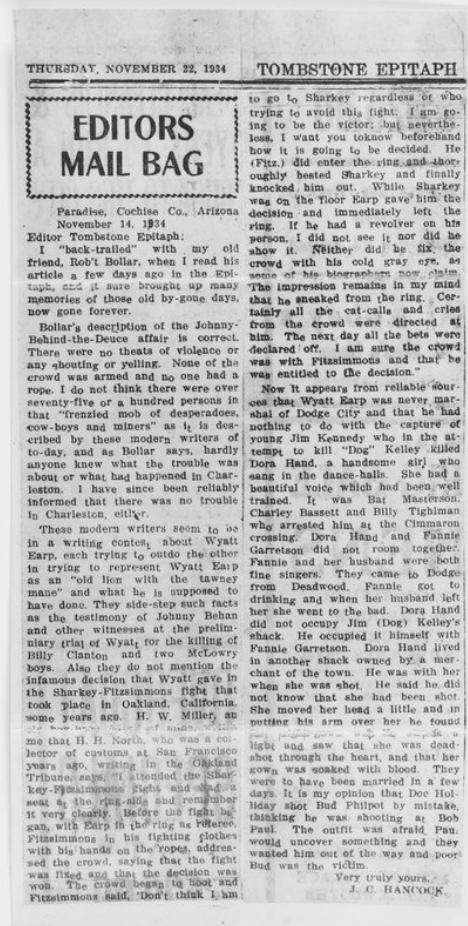 THURSDAY, NOVEMBER 22, 1934
TOMBSTONE EPITAPH
EDITORS
MAIL BAG
Paradise, Cochise Co., Arizona
November 14, 1934
Editor Tombstone Epitaph:
I "back-trailed" with my old
friend, Rob't Bollar, when I read his
article a few days ago in the Epi-
taph, and it sure brought up many
memories of those old by-gone days,
now gone forever.
Bollar's description of the Johnny-
Behind-the-Deuce affair is correct.
There were no theats of violence or
any shouting or yelling. None of the
crowd was armed and no one had a
rope. I do not think there were over
seventy-five or a hundred persons in
that "frenzied mob of desperadoes,
cow-boys and miners" as it is des-
cribed by these modern writers of
to-day, and as Bollar says, hardly
anyone knew what the trouble was
about or what had happened in Char-
leston. I have since been reliably
informed that there was no trouble
in Charleston, either.
These modern writers seem to be
in a writing contest about Wyatt
Earp, each trying to outdo the other
in trying to represent Wyatt Earp
as an "old lion with the tawney
mane" and what he is supposed to
have done. They side-step such facts
as the testimony of Johnny Behan
and other witnesses at the prelim-
niary trial of Wyatt for the killing of
Billy Clanton and two McLowry
boys. Also they do not mention the
infamous decision that Wyatt gave in
the Sharkey-Fitzsimmons fight that
took place in Oakland, California,
some years ago. H. W. Miller, an
old
me that H. H. North, who was a col-
lector of customs at San Francisco
years ago, writing in the Oakland
Tribune, says, "I attended the Shar-
key-Fitzsimmons fight and had a
seat at the ring-side and remember
it very clearly. Before the fight be-
gan, with Earp in the ring as referee,
Fitzsimmons in his fighting clothes
with his hands on the ropes, addres-
sed the crowd, saying that the fight
was fixed and that the decision was
won. The crowd began to hoot and
Fitzsimmons said, 'Don't think I am
to go to Sharkey regardless of who
trying to avoid this fight. I am go-
ing to be the victor; but neverthe-
less, I want you toknow beforehand
how it is going to be decided. He
(Fitz.) did enter the ring and thor-
oughly bested Sharkey and finally
knocked him out. While Sharkey
was on the floor Earp gave him the
decision and immediately left the
ring. If he had a revolver on his
person, I did not see it nor did he
show it. Neither did he fix the
crowd with his cold gray eye, as
some of his biographers now claim.
The impression remains in my mind
that he sneaked from the ring. Cer-
tainly all the cat-calls and cries
from the crowd were directed at
him. The next day all the bets were
declared off. I am sure the crowd
was with Fitzsimmons and that he
was entitled to the decision."
Now it appears from reliable sour-
ces that Wyatt Earp was never mar-
shal of Dodge City and that he had
nothing to do with the capture of
young Jim Kennedy who in the at-
tempt to kill "Dog" Kelley killed
Dora Hand, a handsome girl who
sang in the dance-halls. She had a
beautiful voice which had been well
trained. It was Bat Masterson,
Charley Bassett and Billy Tighlman
who arrested him at the Cimmaron
crossing. Dora Hand and Fannie
Garretson did not room together.
Fannie and her husband were both
fine singers. They came to Dodge
from Deadwood. Fannie got to
drinking and when her husband left
her she went to the bad. Dora Hand
did not occupy Jim (Dog) Kelley's
shack. He occupied it himself with
Fannie Garretson. Dora Hand lived
in another shack owned by a mer-
chant of the town. He was with her
when she was shot. He said he did
not know that she had been shot.
She moved her head a little and in
putting his arm over her he found
light and saw that she was dead-
shot through the heart, and that her
gown was soaked with blood. They
were to have been married in a few
days. It is my opinion that Doc Hol-
liday shot Bud Philpot by mistake,
thinking he was shooting at Bob
Paul. The outfit was afraid Paul
would uncover something and they
wanted him out of the way and poor
Bud was the victim.
Very truly yours,
J. C. HANCOCK.